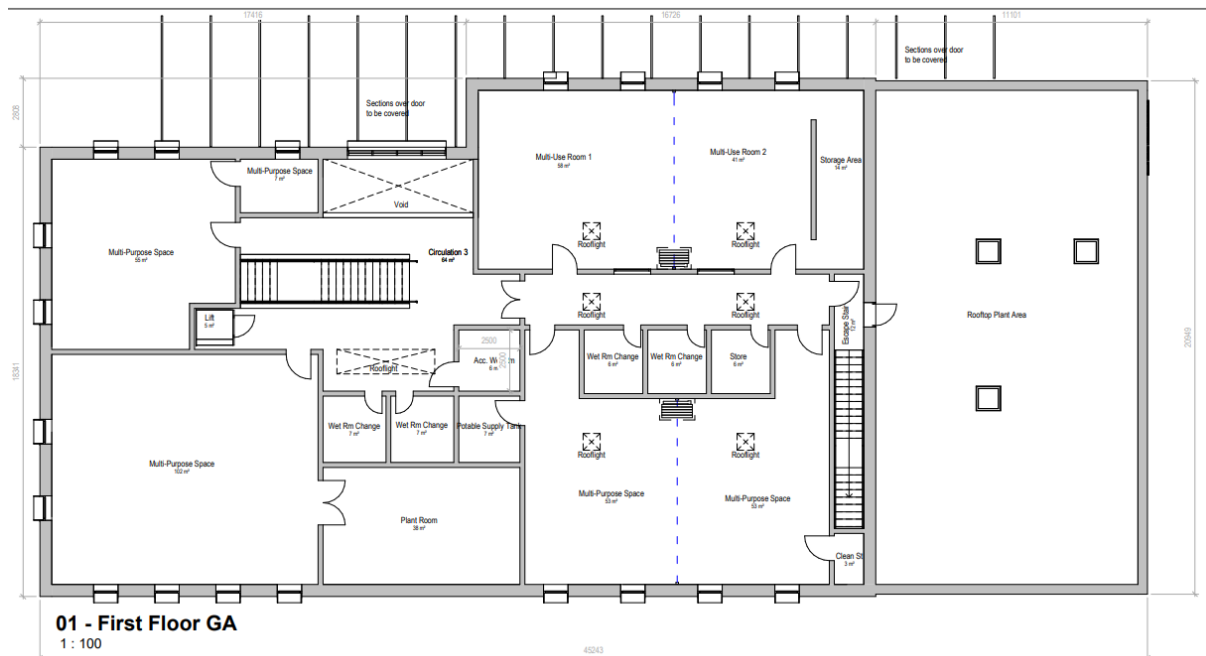 17416
16726
11101
Sections over door
to be covered
Sections over door
to be covered
2808
Multi-Purpose Space
7 m²
Void
Multi-Use Room 1
58 m²
Multi-Use Room 2
41 m²
Storage Area
14 m²
Multi-Purpose Space
55 m²
Circulation 3
64 m²
Rooflight
Rooflight
Lift
5 m²
Rooflight
Rooflight
Escape Stair
12 m²
Rooftop Plant Area
18341
20949
2500
2500
Rooflight
Acc. W
m
6 m
Wet Rm Change
6 m²
Wet Rm Change
6 m²
Store
6 m²
Wet Rm Change
7 m²
Wet Rm Change
7 m²
Potable Supply Tank
7 m²
Rooflight
Rooflight
Multi-Purpose Space
102 m²
Multi-Purpose Space
53 m²
Multi-Purpose Space
53 m²
Plant Room
38 m²
Clean St
3 m²
01 - First Floor GA
1 : 100
45243